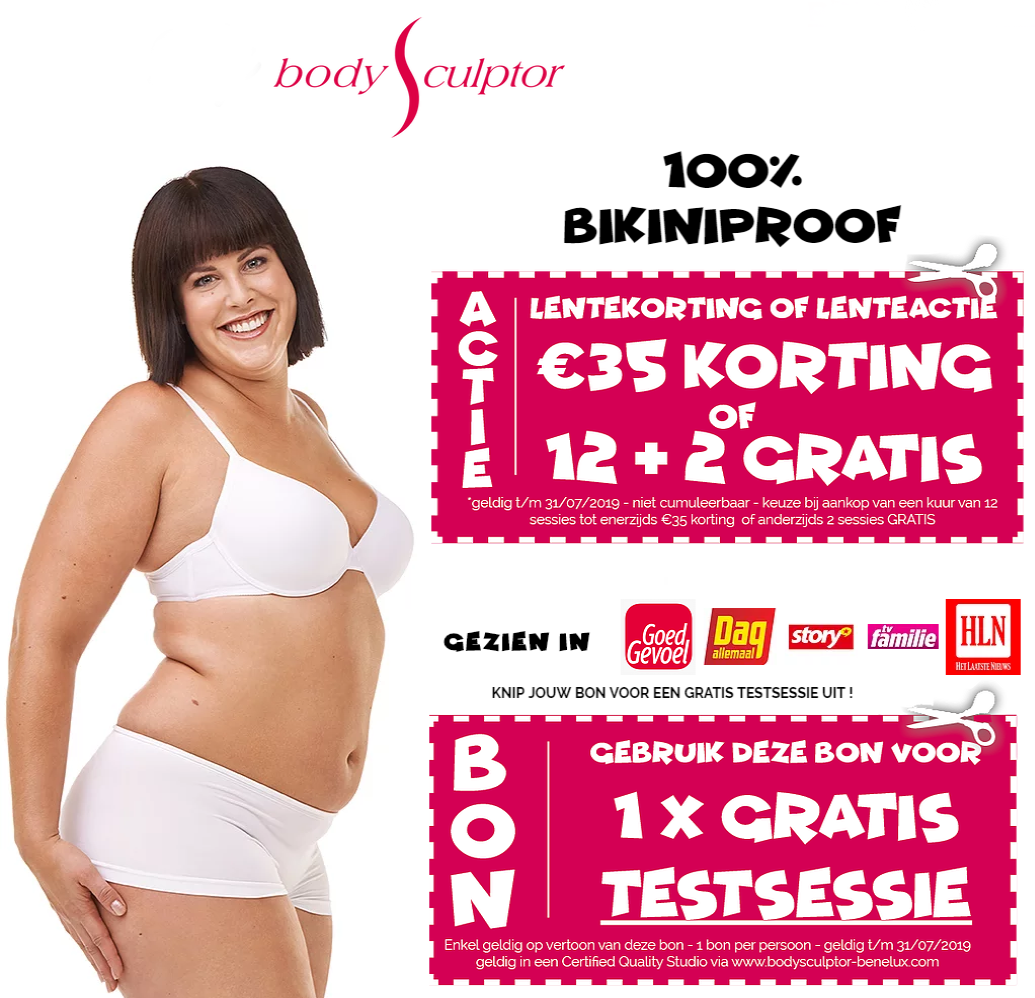 body Sculptor
100%
BIKINIPROOF
ACTIE
LENTEKORTING OF LENTEACTIE
€35 KORTING
OF
12 + 2 GRATIS
*geldig t/m 31/07/2019 - niet cumuleerbaar - keuze bij aankop van een kuur van 12
sessies tot enerzijds €35 korting of anderzijds 2 sessies GRATIS
GEZIEN IN
Goed
Gevoel
Dag
allemaal
story
tv
familie
HLN
HET LAATSTE NIEUWS
KNIP JOUW BON VOOR EEN GRATIS TESTSESSIE UIT !
BON
GEBRUIK DEZE BON VOOR
1 X GRATIS
TESTSESSIE
Enkel geldig op vertoon van deze bon - 1 bon per persoon - geldig t/m 31/07/2019
geldig in een Certified Quality Studio via www.bodysculptor-benelux.com